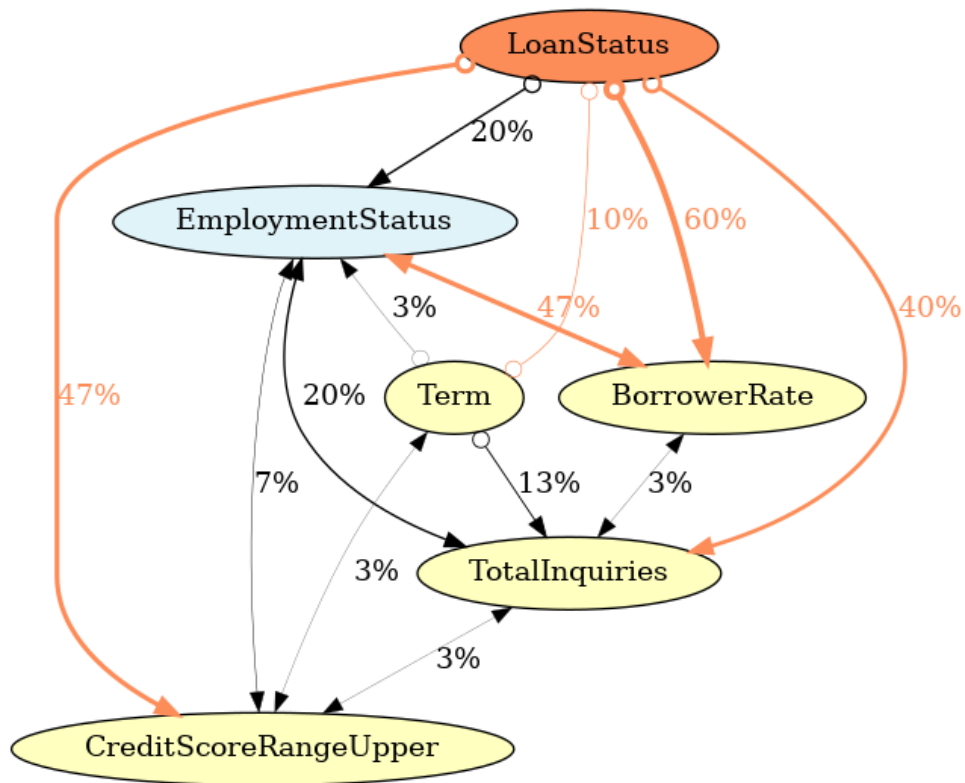 LoanStatus
20%
EmploymentStatus
10%
60%
3%
47%
40%
47%
20%
Term
BorrowerRate
7%
13%
3%
3%
TotalInquiries
3%
CreditScoreRangeUpper